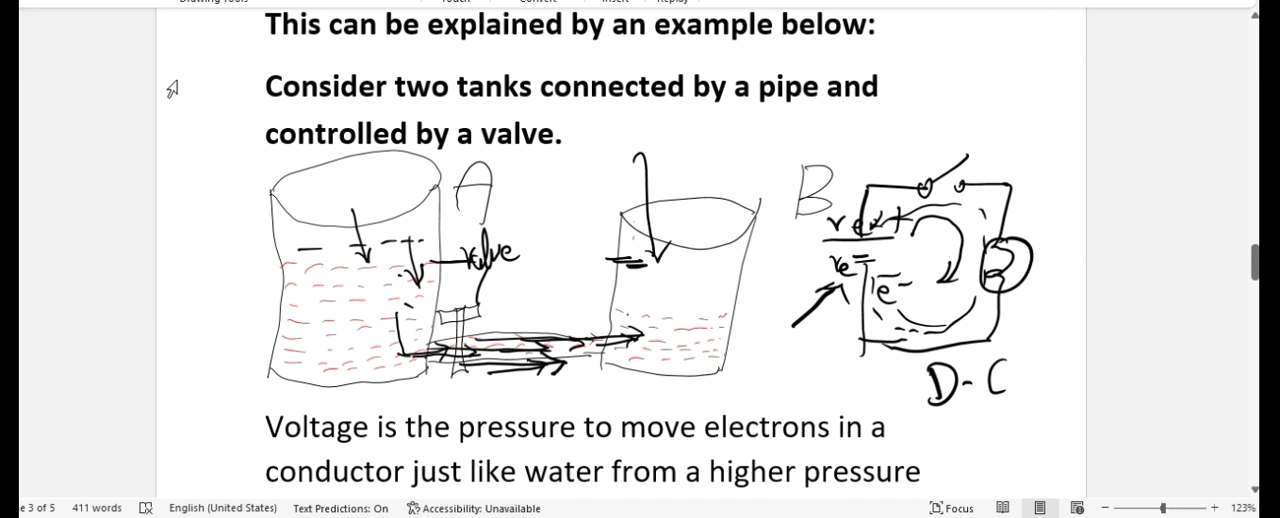 This can be explained by an example below:
Consider two tanks connected by a pipe and
controlled by a valve.
A
valve
B
e-
D-C
Voltage is the pressure to move electrons in a
conductor just like water from a higher pressure
e 3 of 5 411 words English (United States) Text Predictions: On Accessibility: Unavailable Focus 123%